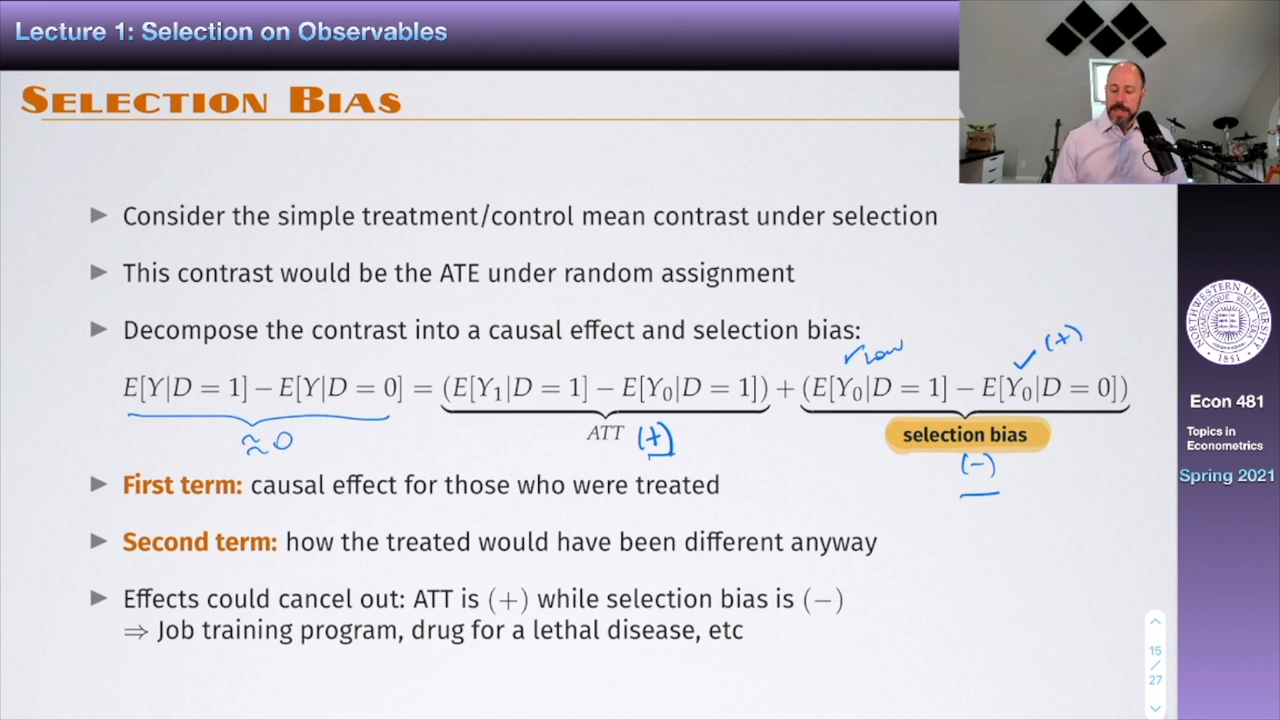 Lecture 1: Selection on Observables
SELECTION BIAS
▶ Consider the simple treatment/control mean contrast under selection
▶ This contrast would be the ATE under random assignment
▶ Decompose the contrast into a causal effect and selection bias:
✓ Low ✓ (+)
E[Y|D = 1] − E[Y|D = 0] = (E[Y₁|D = 1] − E[Y₀|D = 1]) + (E[Y₀|D = 1] − E[Y₀|D = 0])
≈0 ATT (+) selection bias
(−)
▶ First term: causal effect for those who were treated
▶ Second term: how the treated would have been different anyway
▶ Effects could cancel out: ATT is (+) while selection bias is (−)
⇒ Job training program, drug for a lethal disease, etc
NORTHWESTERN UNIVERSITY
1851
Econ 481
Topics in
Econometrics
Spring 2021
15
/
27